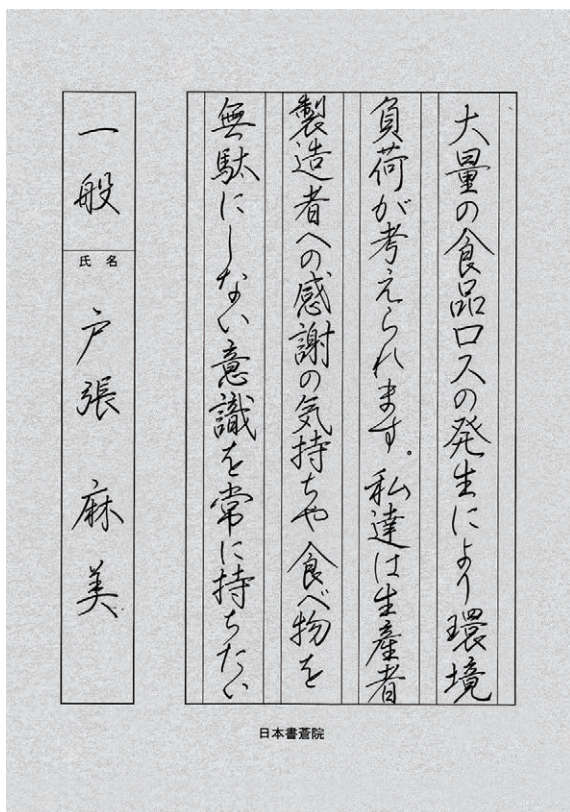 大量の食品ロスの発生により環境
負荷が考えられます。私達は生産者
製造者への感謝の気持ちや食べ物を
無駄にしない意識を常に持ちたい
一般
氏名
戸張 麻美
日本書蒼院